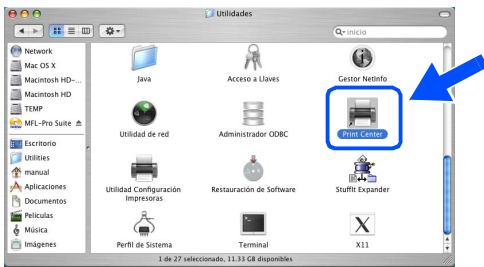 Utilidades
Q- inicio
Network
Mac OS X
Macintosh HD-...
Macintosh HD
TEMP
MFL-Pro Suite
Escritorio
Utilities
manual
Aplicaciones
Documentos
Películas
Música
Imágenes
Java
Acceso a Llaves
Gestor NetInfo
Utilidad de red
Administrador ODBC
Print Center
Utilidad Configuración
Impresoras
Restauración de Software
StuffIt Expander
Perfil de Sistema
Terminal
X11
1 de 27 seleccionado, 11.33 GB disponibles